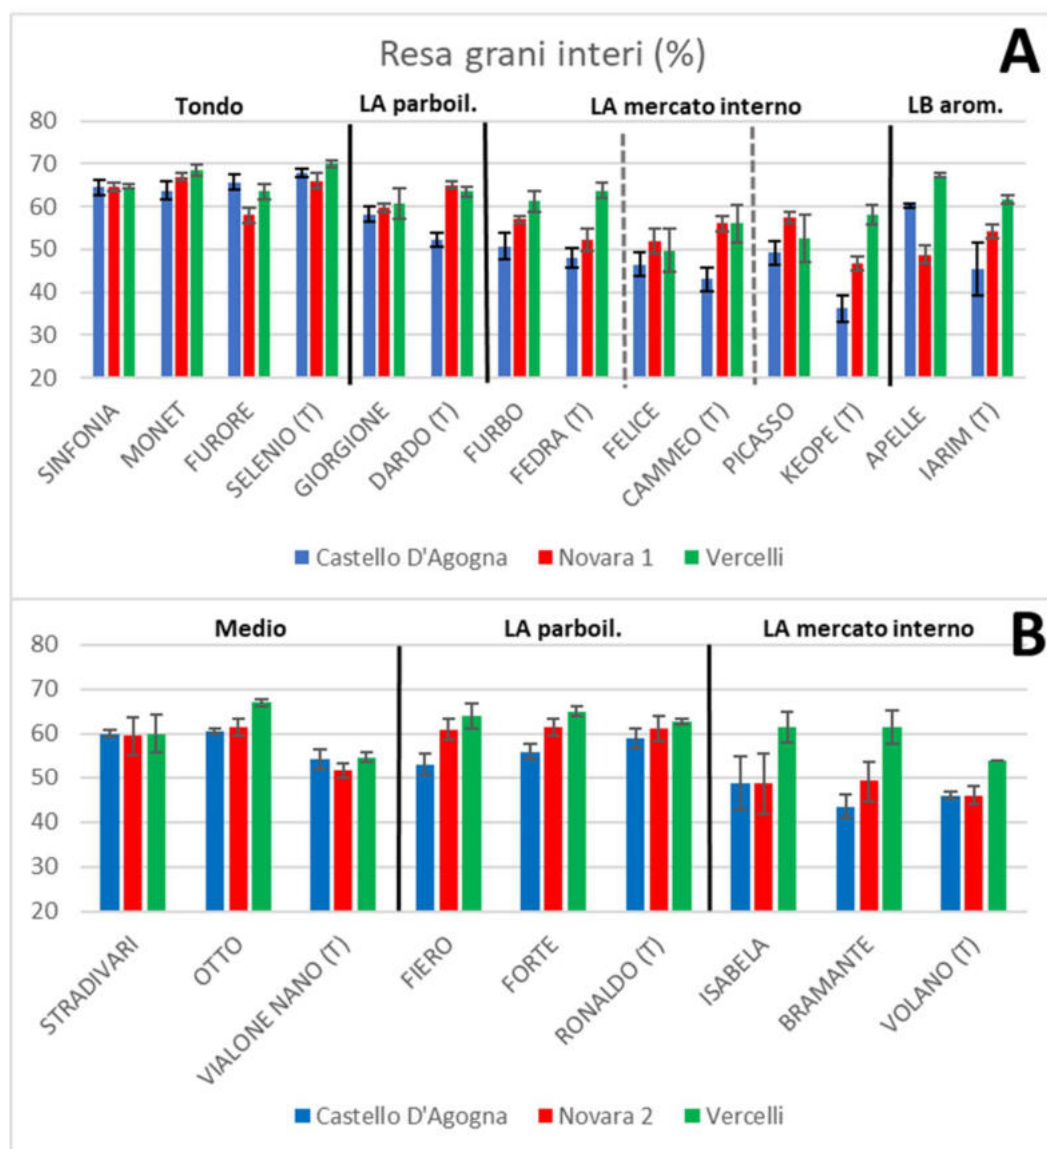 Resa grani interi (%)
A
Tondo
LA parboil.
LA mercato interno
LB arom.
80
70
60
50
40
30
20
SINFONIA
MONET
FURORE
SELENIO (T)
GIORGIONE
DARDO (T)
FURBO
FEDRA (T)
FELICE
CAMMEO (T)
PICASSO
KEOPE (T)
APELLE
IARIM (T)
Castello D'Agogna
Novara 1
Vercelli
B
Medio
LA parboil.
LA mercato interno
80
70
60
50
40
30
20
STRADIVARI
OTTO
VIALONE NANO (T)
FIERO
FORTE
RONALDO (T)
ISABELA
BRAMANTE
VOLANO (T)
Castello D'Agogna
Novara 2
Vercelli